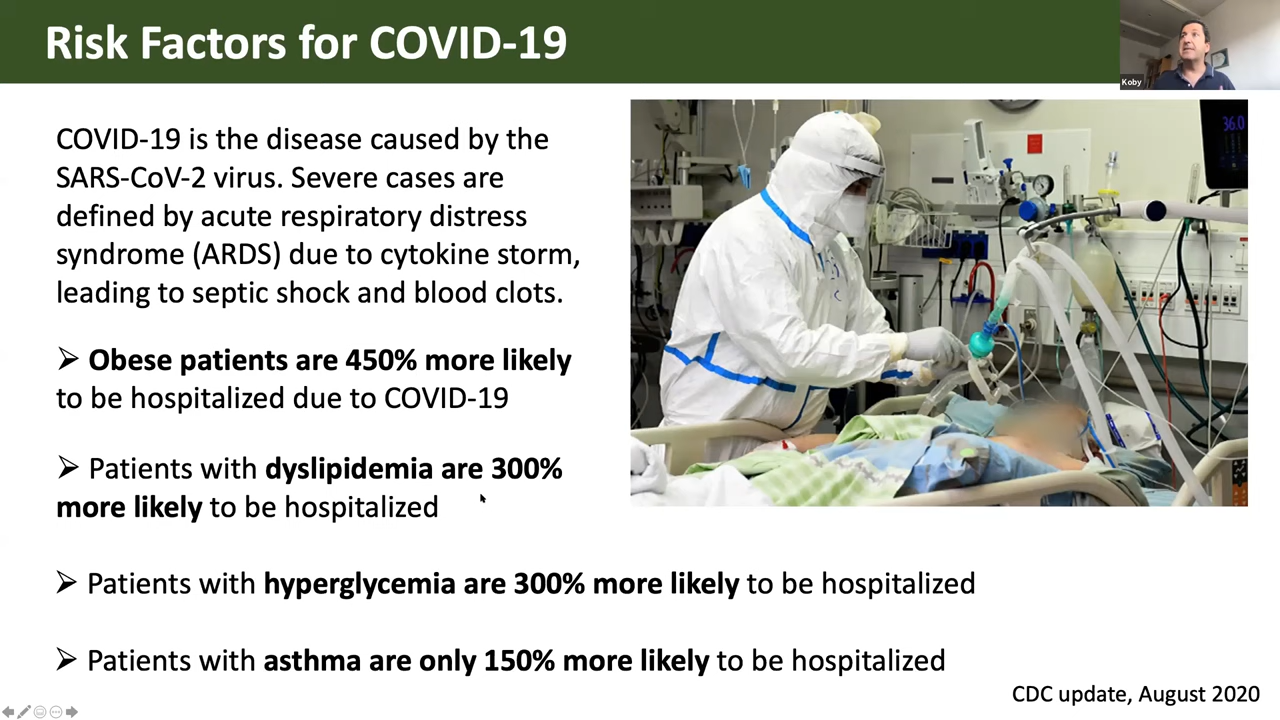 Risk Factors for COVID-19
Koby
COVID-19 is the disease caused by the
SARS-CoV-2 virus. Severe cases are
defined by acute respiratory distress
syndrome (ARDS) due to cytokine storm,
leading to septic shock and blood clots.
36.0
➢ Obese patients are 450% more likely
to be hospitalized due to COVID-19
➢ Patients with dyslipidemia are 300%
more likely to be hospitalized
➢ Patients with hyperglycemia are 300% more likely to be hospitalized
➢ Patients with asthma are only 150% more likely to be hospitalized
CDC update, August 2020